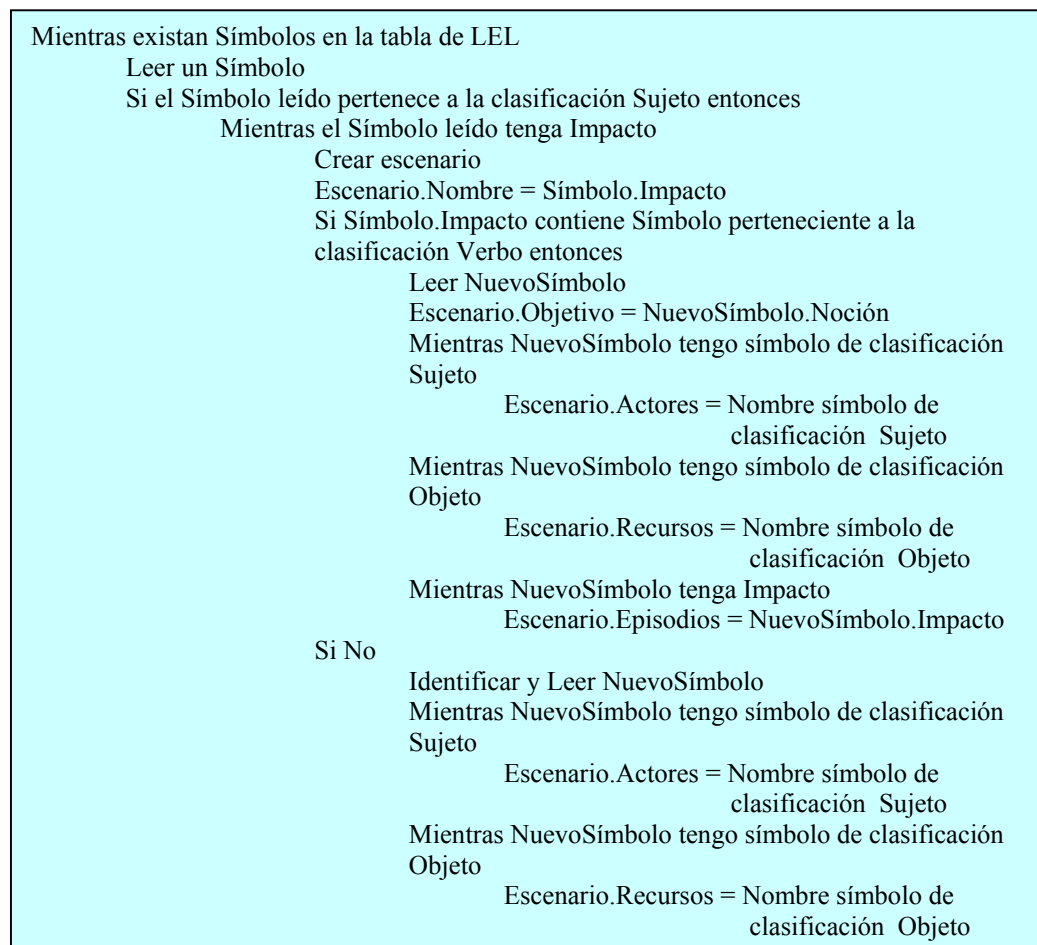 Mientras existan Símbolos en la tabla de LEL
Leer un Símbolo
Si el Símbolo leído pertenece a la clasificación Sujeto entonces
Mientras el Símbolo leído tenga Impacto
Crear escenario
Escenario.Nombre = Símbolo.Impacto
Si Símbolo.Impacto contiene Símbolo perteneciente a la
clasificación Verbo entonces
Leer NuevoSímbolo
Escenario.Objetivo = NuevoSímbolo.Noción
Mientras NuevoSímbolo tengo símbolo de clasificación
Sujeto
Escenario.Actores = Nombre símbolo de
clasificación  Sujeto
Mientras NuevoSímbolo tengo símbolo de clasificación
Objeto
Escenario.Recursos = Nombre símbolo de
clasificación  Objeto
Mientras NuevoSímbolo tenga Impacto
Escenario.Episodios = NuevoSímbolo.Impacto
Si No
Identificar y Leer NuevoSímbolo
Mientras NuevoSímbolo tengo símbolo de clasificación
Sujeto
Escenario.Actores = Nombre símbolo de
clasificación  Sujeto
Mientras NuevoSímbolo tengo símbolo de clasificación
Objeto
Escenario.Recursos = Nombre símbolo de
clasificación  Objeto